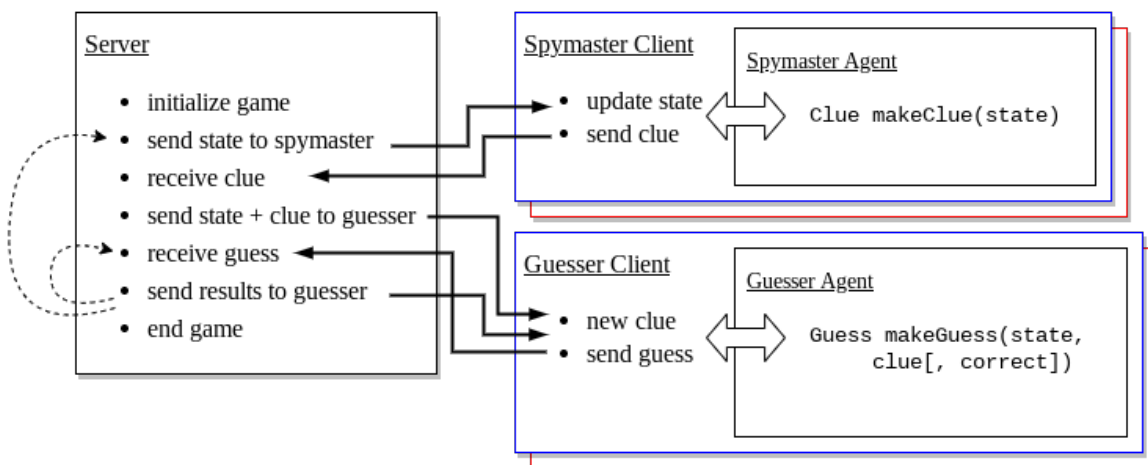 Server
• initialize game
• send state to spymaster
• receive clue
• send state + clue to guesser
• receive guess
• send results to guesser
• end game
Spymaster Client
• update state
• send clue
Spymaster Agent
Clue makeClue(state)
Guesser Client
• new clue
• send guess
Guesser Agent
Guess makeGuess(state,
clue[, correct])